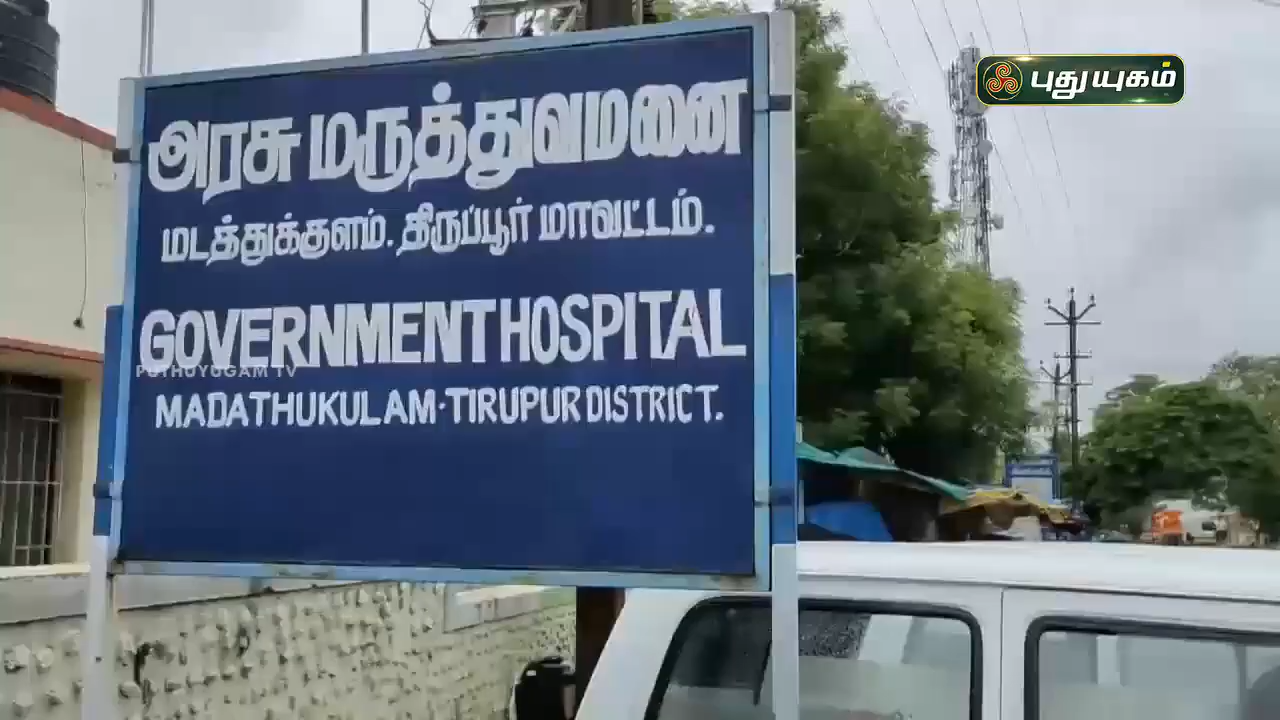 புதுயுகம்
அரசு மருத்துவமனை
மடத்துக்குளம். திருப்பூர் மாவட்டம்.
GOVERNMENT HOSPITAL
PUTHUYUGAM TV
MADATHUKULAM-TIRUPUR DISTRICT.